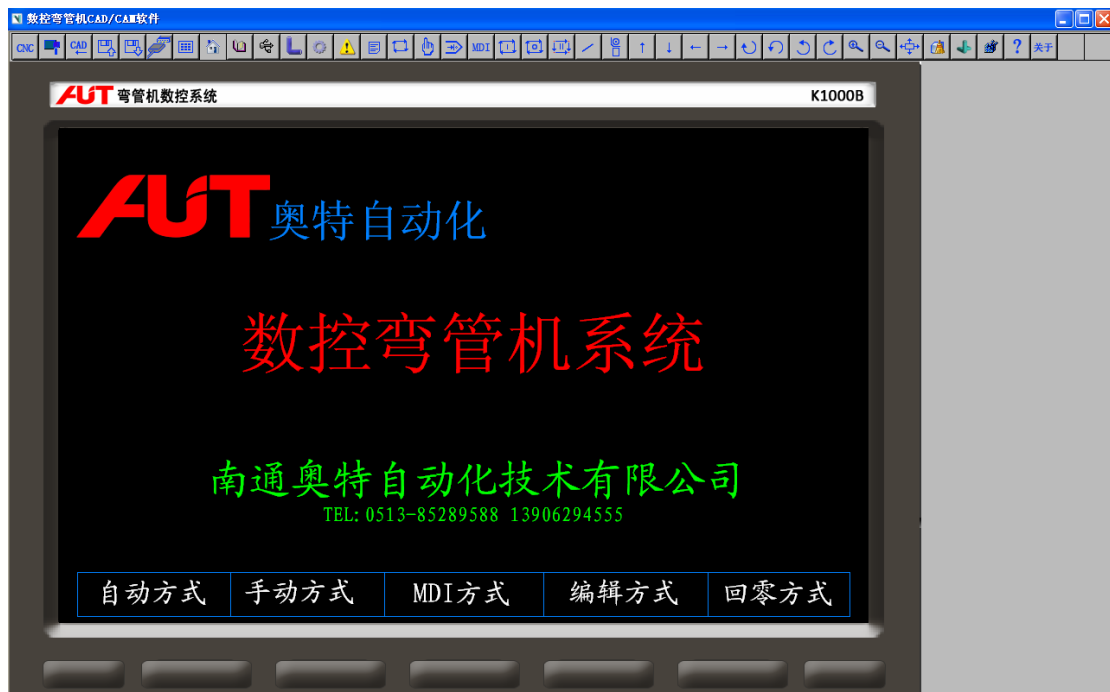 数控弯管机CAD/CAM软件
CNC CAD MDI ? 关于
AUT 弯管机数控系统 K1000B
AUT 奥特自动化
数控弯管机系统
南通奥特自动化技术有限公司
TEL: 0513-85289588 13906294555
自动方式 手动方式 MDI方式 编辑方式 回零方式